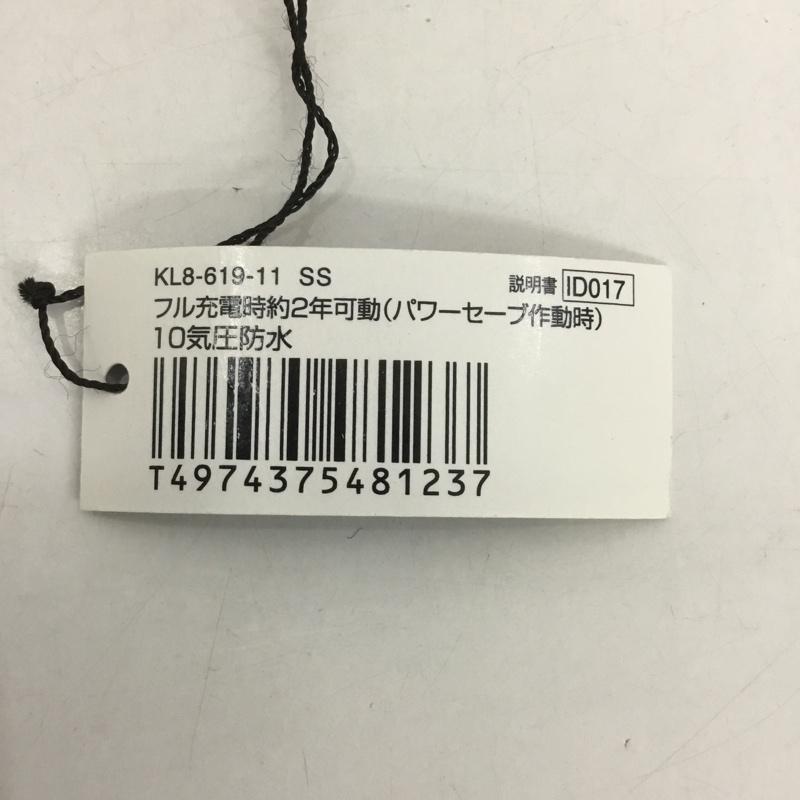 KL8-619-11 SS 説明書 ID017
フル充電時約2年可動(パワーセーブ作動時)
10気圧防水
T4974375481237